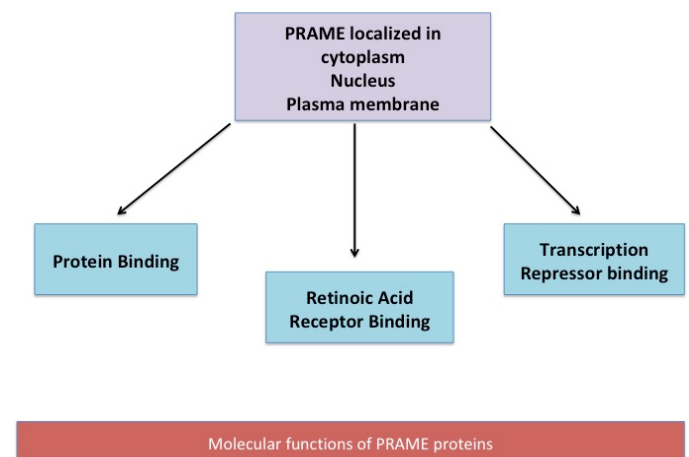 PRAME localized in
cytoplasm
Nucleus
Plasma membrane
Protein Binding
Retinoic Acid
Receptor Binding
Transcription
Repressor binding
Molecular functions of PRAME proteins